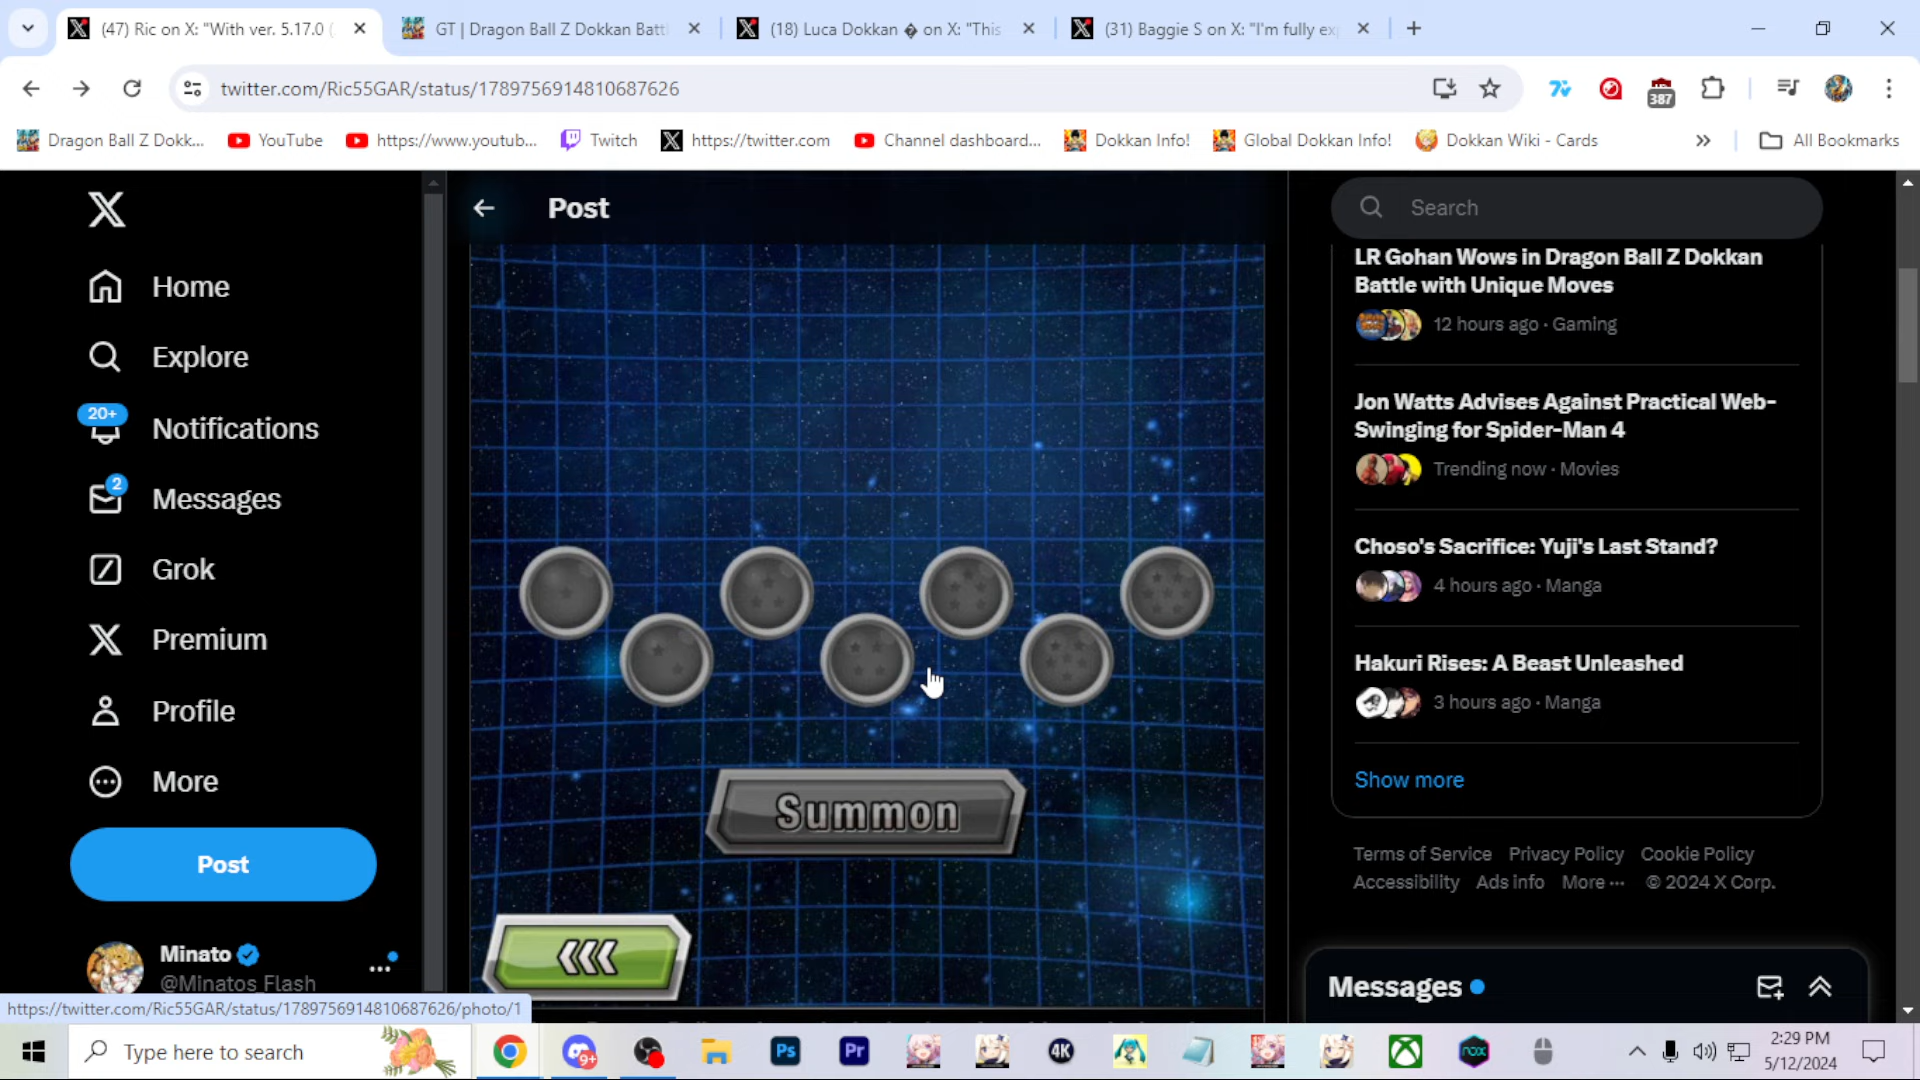 (47) Ric on X: "With ver. 5.17.0 (
GT | Dragon Ball Z Dokkan Batt
(18) Luca Dokkan � on X: "This
(31) Baggie S on X: "I'm fully ex
twitter.com/Ric55GAR/status/1789756914810687626
387
Dragon Ball Z Dokk...
YouTube
https://www.youtub...
Twitch
https://twitter.com
Channel dashboard...
Dokkan Info!
Global Dokkan Info!
Dokkan Wiki - Cards
All Bookmarks
Home
Explore
20+
Notifications
2
Messages
Grok
Premium
Profile
More
Post
Minato
@Minatos_Flash
Post
Summon
Search
LR Gohan Wows in Dragon Ball Z Dokkan
Battle with Unique Moves
12 hours ago · Gaming
Jon Watts Advises Against Practical Web-
Swinging for Spider-Man 4
Trending now · Movies
Choso's Sacrifice: Yuji's Last Stand?
4 hours ago · Manga
Hakuri Rises: A Beast Unleashed
3 hours ago · Manga
Show more
Terms of Service Privacy Policy Cookie Policy
Accessibility Ads info More ··· © 2024 X Corp.
Messages
https://twitter.com/Ric55GAR/status/1789756914810687626/photo/1
Type here to search
9+
Ps
Pr
4K
nox
2:29 PM
5/12/2024